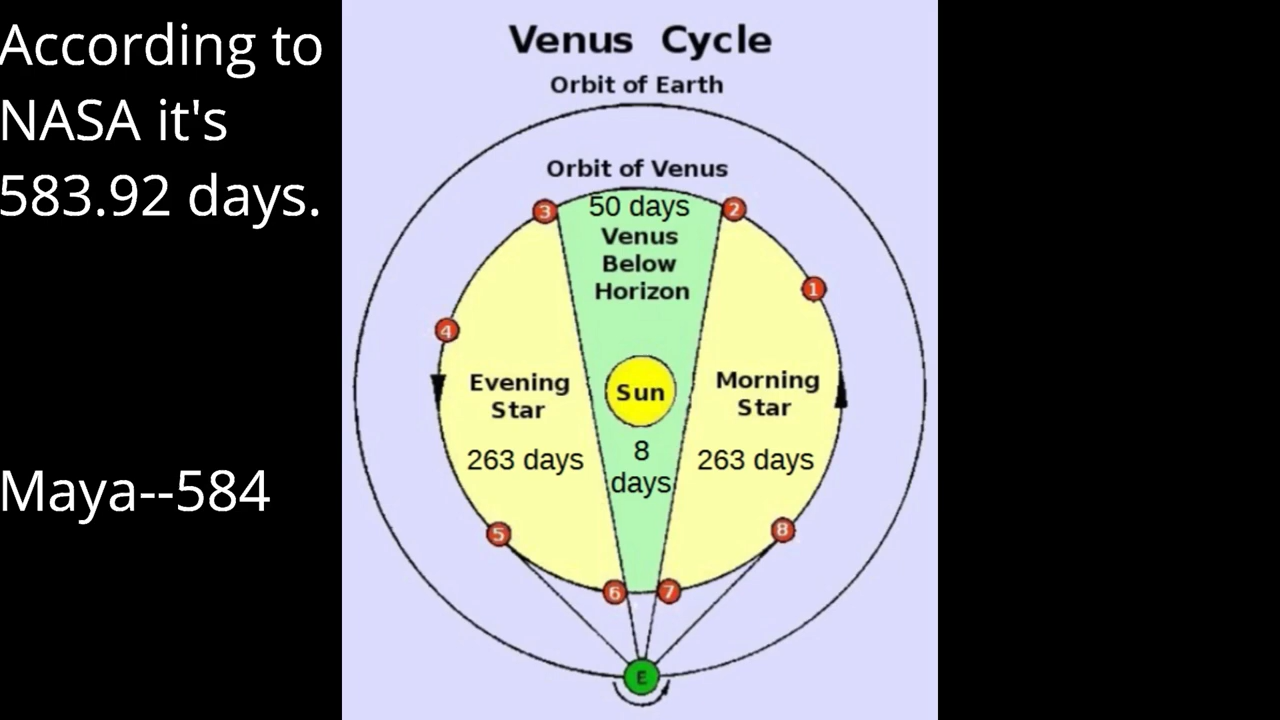 According to
NASA it's
583.92 days.
Maya--584
Venus Cycle
Orbit of Earth
Orbit of Venus
50 days
Venus
Below
Horizon
3
2
1
4
Sun
Evening
Star
Morning
Star
263 days
8
days
263 days
5
8
6
7
E